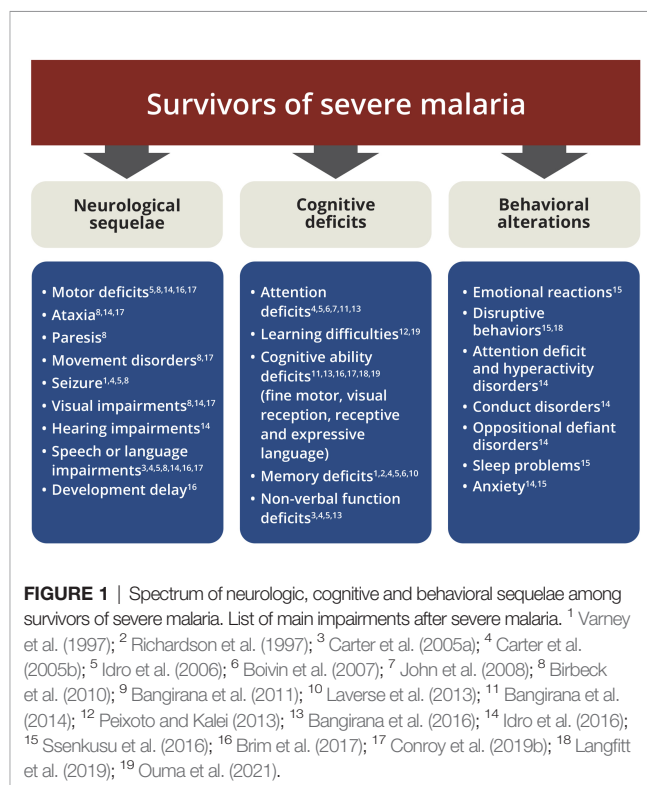 Survivors of severe malaria
Neurological
sequelae
• Motor deficits5,8,14,16,17
• Ataxia8,14,17
• Paresis8
• Movement disorders8,17
• Seizure1,4,5,8
• Visual impairments8,14,17
• Hearing impairments14
• Speech or language
impairments3,4,5,8,14,16,17
• Development delay16
Cognitive
deficits
• Attention
deficits4,5,6,7,11,13
• Learning difficulties12,19
• Cognitive ability
deficits11,13,16,17,18,19
(fine motor, visual
reception, receptive
and expressive
language)
• Memory deficits1,2,4,5,6,10
• Non-verbal function
deficits3,4,5,13
Behavioral
alterations
• Emotional reactions15
• Disruptive
behaviors15,18
• Attention deficit
and hyperactivity
disorders14
• Conduct disorders14
• Oppositional defiant
disorders14
• Sleep problems15
• Anxiety14,15
FIGURE 1 | Spectrum of neurologic, cognitive and behavioral sequelae among
survivors of severe malaria. List of main impairments after severe malaria. 1 Varney
et al. (1997); 2 Richardson et al. (1997); 3 Carter et al. (2005a); 4 Carter et al.
(2005b); 5 Idro et al. (2006); 6 Boivin et al. (2007); 7 John et al. (2008); 8 Birbeck
et al. (2010); 9 Bangirana et al. (2011); 10 Laverse et al. (2013); 11 Bangirana et al.
(2014); 12 Peixoto and Kalei (2013); 13 Bangirana et al. (2016); 14 Idro et al. (2016);
15 Ssenkusu et al. (2016); 16 Brim et al. (2017); 17 Conroy et al. (2019b); 18 Langfitt
et al. (2019); 19 Ouma et al. (2021).